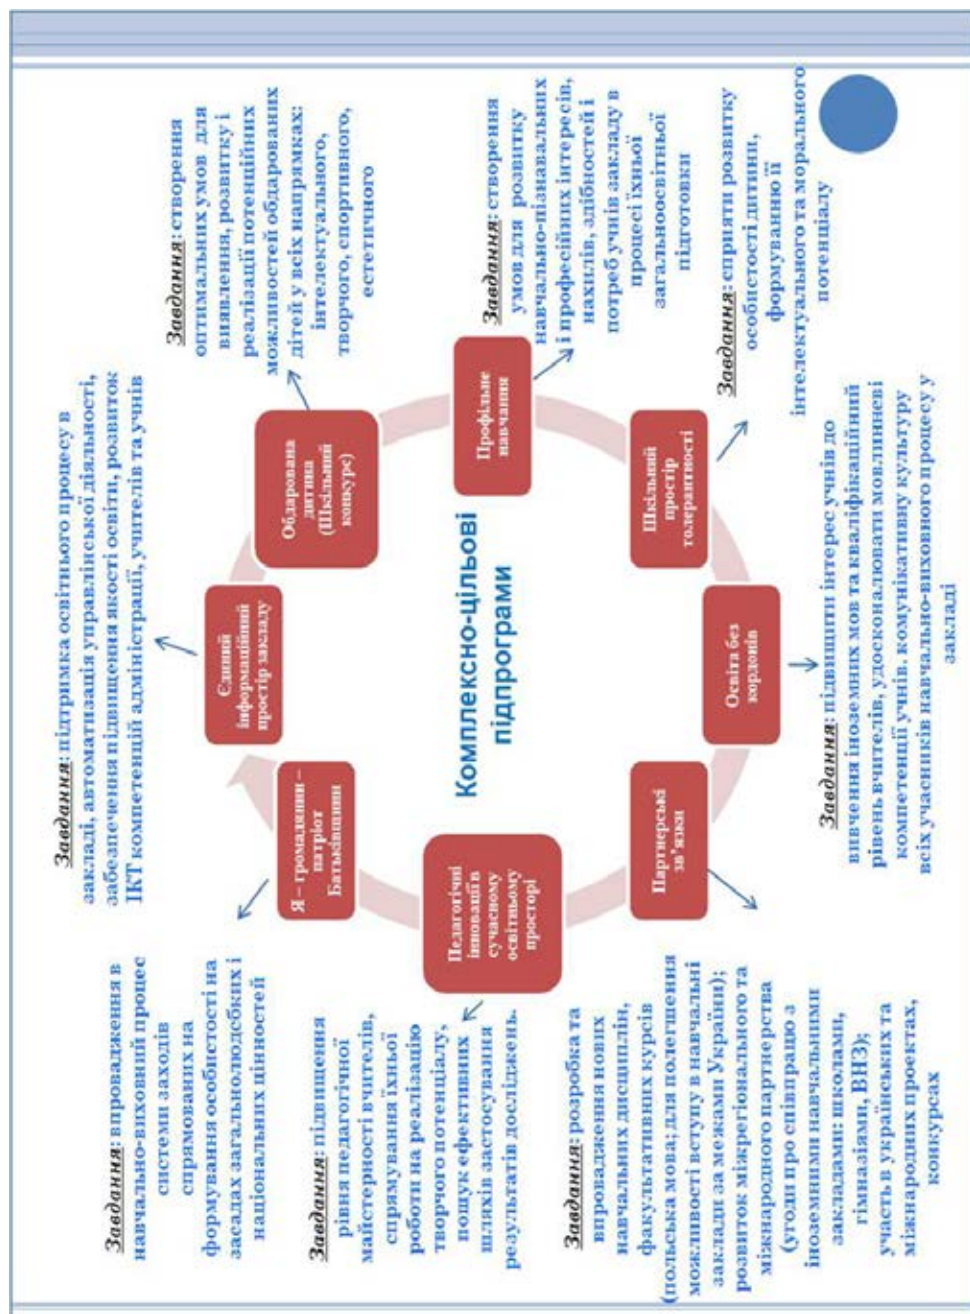 Завдання: підтримка освітнього процесу в
закладі, автоматизація управлінської діяльності,
забезпечення підвищення якості освіти, розвиток
ІКТ компетенцій адміністрації, учителів та учнів
Завдання: створення
оптимальних умов для
виявлення, розвитку і
реалізації потенційних
можливостей обдарованих
дітей у всіх напрямках:
інтелектуального,
творчого, спортивного,
естетичного
Завдання: впровадження в
навчально-виховний процес
системи заходів
спрямованих на
формування особистості на
засадах загальнолюдсбких і
національних цінностей
Єдиний
інформаційний
простір закладу
Обдарована
дитина
(Шкільний
конкурс)
Я – громадянин –
патріот
Батьківщини
Завдання: підвищення
рівня педагогічної
майстерності вчителів,
спрямування їхньої
роботи на реалізацію
творчого потенціалу,
пошук ефективних
шляхів застосування
результатів досліджень.
Педагогічні
інновації в
сучасному
освітньому
просторі
Комплексно-цільові
підпрограми
Профільне
навчання
Завдання: створення
умов для розвитку
навчально-пізнавальних
і професійних інтересів,
нахилів, здібностей і
потреб учнів закладу в
процесі їхньої
загальноосвітньої
підготовки
Завдання: розробка та
впровадження нових
навчальних дисциплін,
факультативних курсів
(польська мова; для полегшення
можливості вступу в навчальні
заклади за межами України);
розвиток міжрегіонального та
міжнародного партнерства
(угоди про співпрацю з
іноземними навчальними
закладами: школами,
гімназіями, ВНЗ);
участь в українських та
міжнародних проектах,
конкурсах
Партнерські
зв'язки
Освіта без
кордонів
Шкільний
простір
толерантності
Завдання: сприяти розвитку
особистості дитини,
формуванню її
інтелектуального та морального
потенціалу
Завдання: підвищити інтерес учнів до
вивчення іноземних мов та кваліфікаційний
рівень вчителів, удосконалювати мовлиннєві
компетенції учнів. комунікативну культуру
всіх учасників навчально-виховного процесу у
закладі